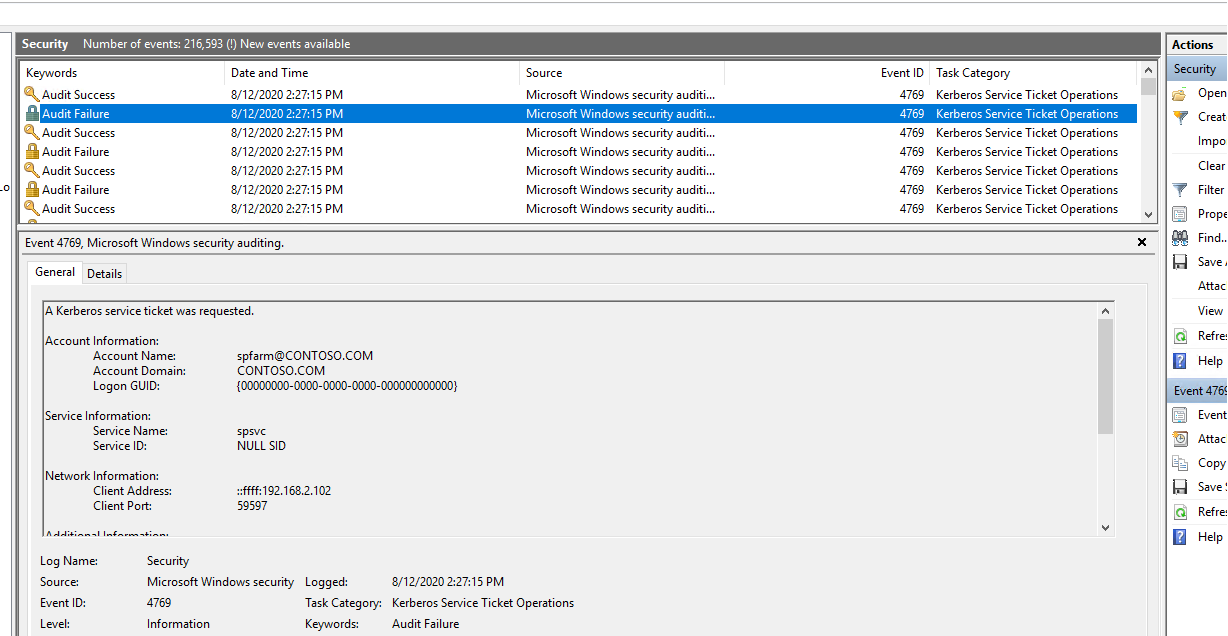 Security Number of events: 216,593 (!) New events available
Keywords Date and Time Source Event ID Task Category
Audit Success 8/12/2020 2:27:15 PM Microsoft Windows security auditi... 4769 Kerberos Service Ticket Operations
Audit Failure 8/12/2020 2:27:15 PM Microsoft Windows security auditi... 4769 Kerberos Service Ticket Operations
Audit Success 8/12/2020 2:27:15 PM Microsoft Windows security auditi... 4769 Kerberos Service Ticket Operations
Audit Failure 8/12/2020 2:27:15 PM Microsoft Windows security auditi... 4769 Kerberos Service Ticket Operations
Audit Success 8/12/2020 2:27:15 PM Microsoft Windows security auditi... 4769 Kerberos Service Ticket Operations
Lo
Audit Failure 8/12/2020 2:27:15 PM Microsoft Windows security auditi... 4769 Kerberos Service Ticket Operations
Audit Success 8/12/2020 2:27:15 PM Microsoft Windows security auditi... 4769 Kerberos Service Ticket Operations
Event 4769, Microsoft Windows security auditing.
General Details
A Kerberos service ticket was requested.
Account Information:
Account Name: spfarm@CONTOSO.COM
Account Domain: CONTOSO.COM
Logon GUID: {00000000-0000-0000-0000-000000000000}
Service Information:
Service Name: spsvc
Service ID: NULL SID
Network Information:
Client Address: ::ffff:192.168.2.102
Client Port: 59597
Additional Information:
Log Name: Security
Source: Microsoft Windows security Logged: 8/12/2020 2:27:15 PM
Event ID: 4769 Task Category: Kerberos Service Ticket Operations
Level: Information Keywords: Audit Failure
Actions
Security
Open
Create
Impo
Clear
Filter
Prope
Find...
Save A
Attac
View
Refres
Help
Event 4769
Event
Attac
Copy
Save S
Refres
Help